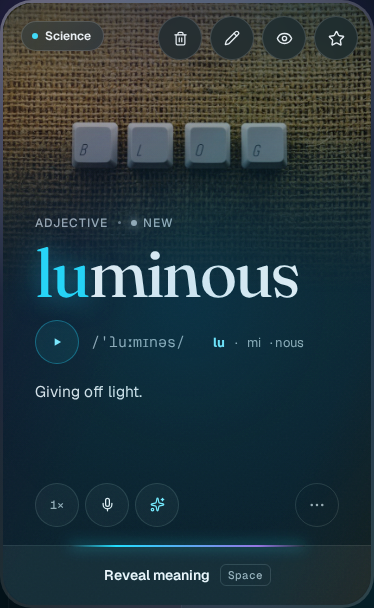 Science
B L O G
ADJECTIVE • NEW
luminous
/ˈluːmɪnəs/ lu · mi · nous
Giving off light.
1×
Reveal meaning Space